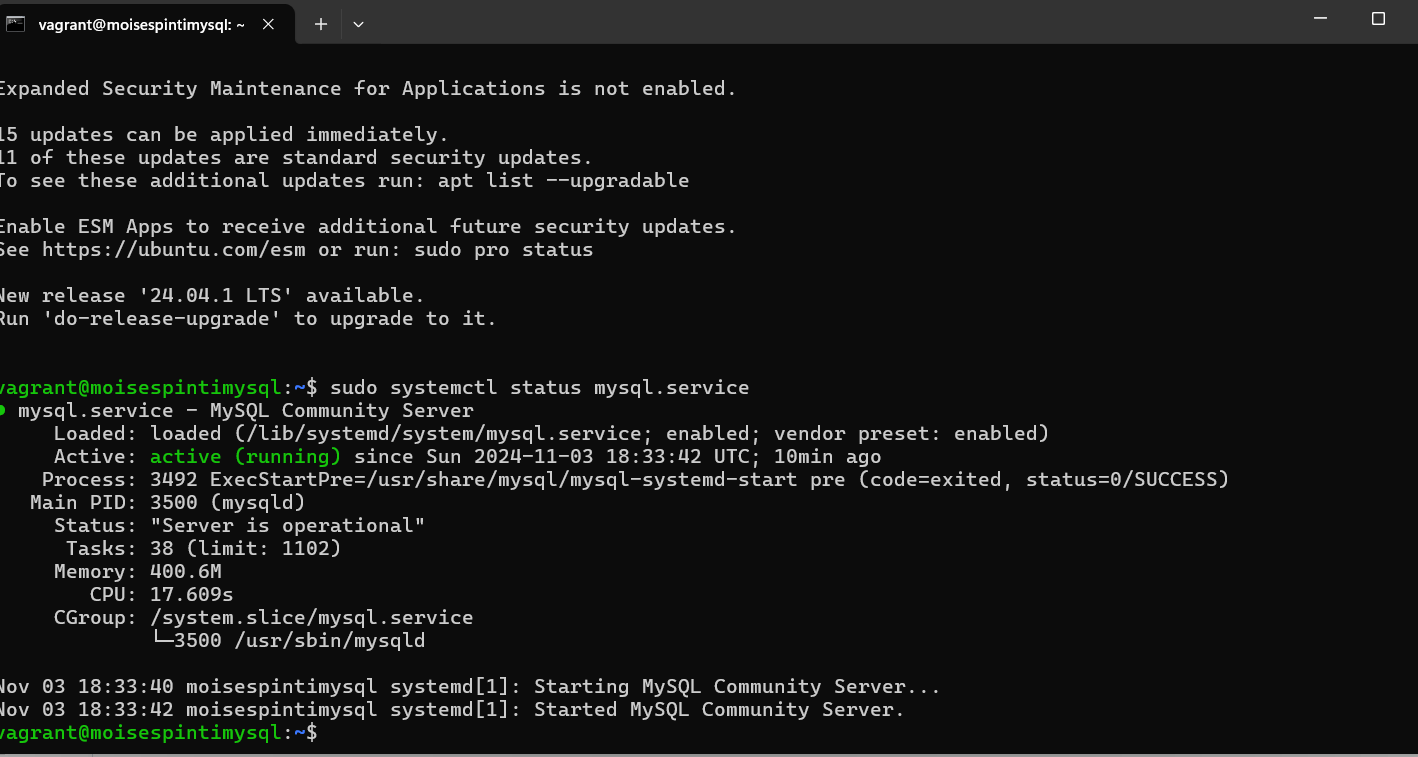 vagrant@moisespintimysql: ~
Expanded Security Maintenance for Applications is not enabled.
15 updates can be applied immediately.
11 of these updates are standard security updates.
To see these additional updates run: apt list --upgradable
Enable ESM Apps to receive additional future security updates.
See https://ubuntu.com/esm or run: sudo pro status
New release '24.04.1 LTS' available.
Run 'do-release-upgrade' to upgrade to it.
vagrant@moisespintimysql:~$ sudo systemctl status mysql.service
● mysql.service - MySQL Community Server
Loaded: loaded (/lib/systemd/system/mysql.service; enabled; vendor preset: enabled)
Active: active (running) since Sun 2024-11-03 18:33:42 UTC; 10min ago
Process: 3492 ExecStartPre=/usr/share/mysql/mysql-systemd-start pre (code=exited, status=0/SUCCESS)
Main PID: 3500 (mysqld)
Status: "Server is operational"
Tasks: 38 (limit: 1102)
Memory: 400.6M
CPU: 17.609s
CGroup: /system.slice/mysql.service
└─3500 /usr/sbin/mysqld
Nov 03 18:33:40 moisespintimysql systemd[1]: Starting MySQL Community Server...
Nov 03 18:33:42 moisespintimysql systemd[1]: Started MySQL Community Server.
vagrant@moisespintimysql:~$